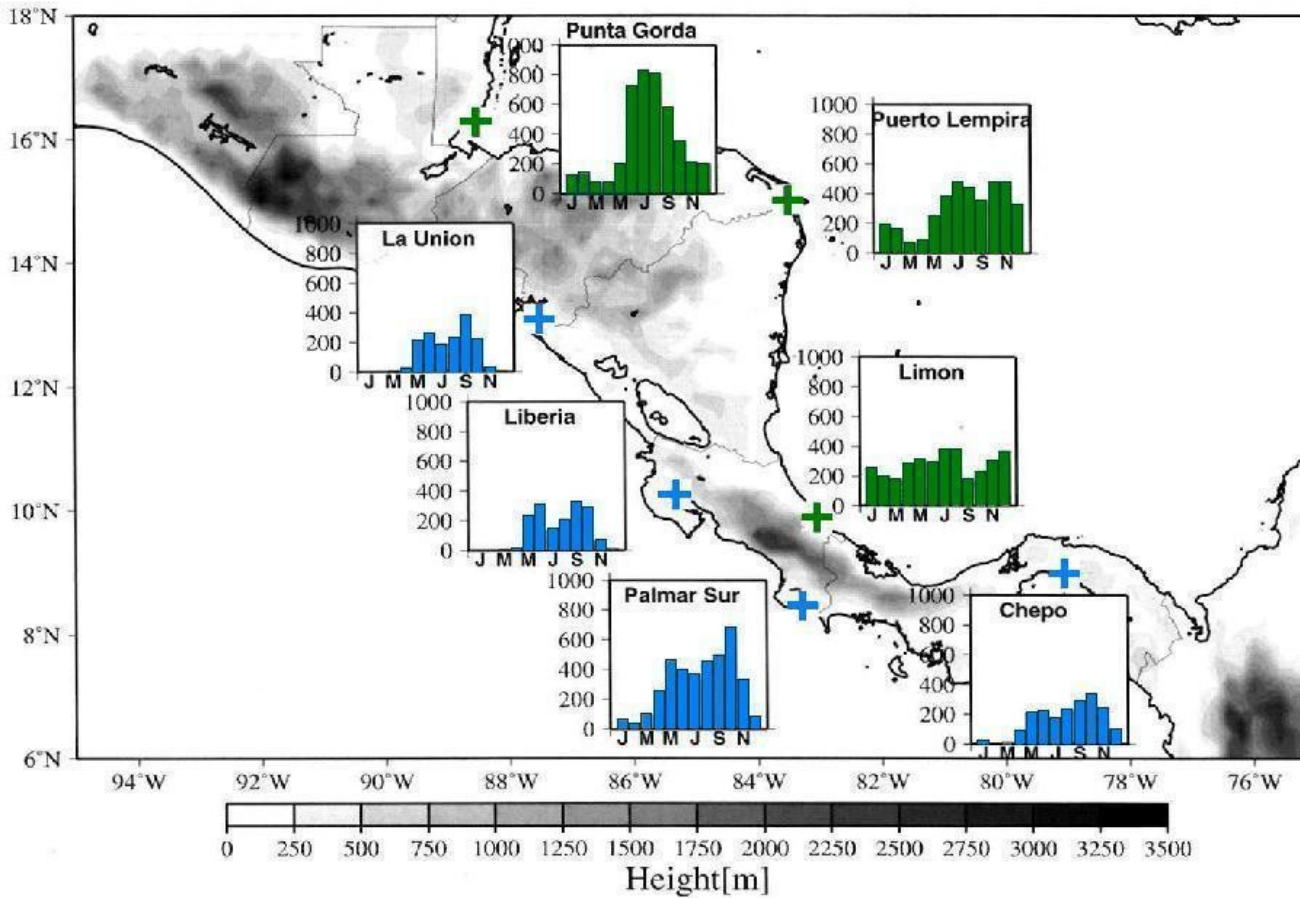 18°N
16°N
14°N
12°N
10°N
8°N
6°N
Punta Gorda
1000
800
600
400
200
0
J M M J S N
Puerto Lempira
1000
800
600
400
200
0
J M M J S N
La Union
1000
800
600
400
200
0
J M M J S N
Limon
1000
800
600
400
200
0
J M M J S N
Liberia
1000
800
600
400
200
0
J M M J S N
Palmar Sur
1000
800
600
400
200
0
J M M J S N
Chepo
1000
800
600
400
200
0
J M M J S N
94°W 92°W 90°W 88°W 86°W 84°W 82°W 80°W 78°W 76°W
0 250 500 750 1000 1250 1500 1750 2000 2250 2500 2750 3000 3250 3500
Height[m]